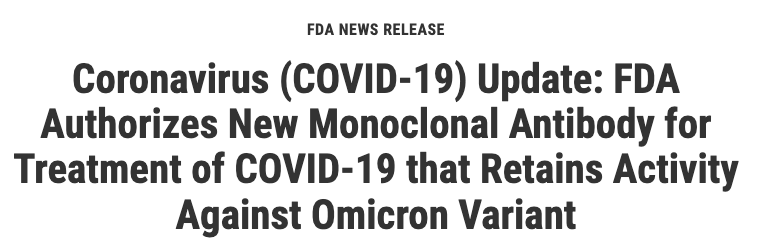 FDA NEWS RELEASE
Coronavirus (COVID-19) Update: FDA
Authorizes New Monoclonal Antibody for
Treatment of COVID-19 that Retains Activity
Against Omicron Variant